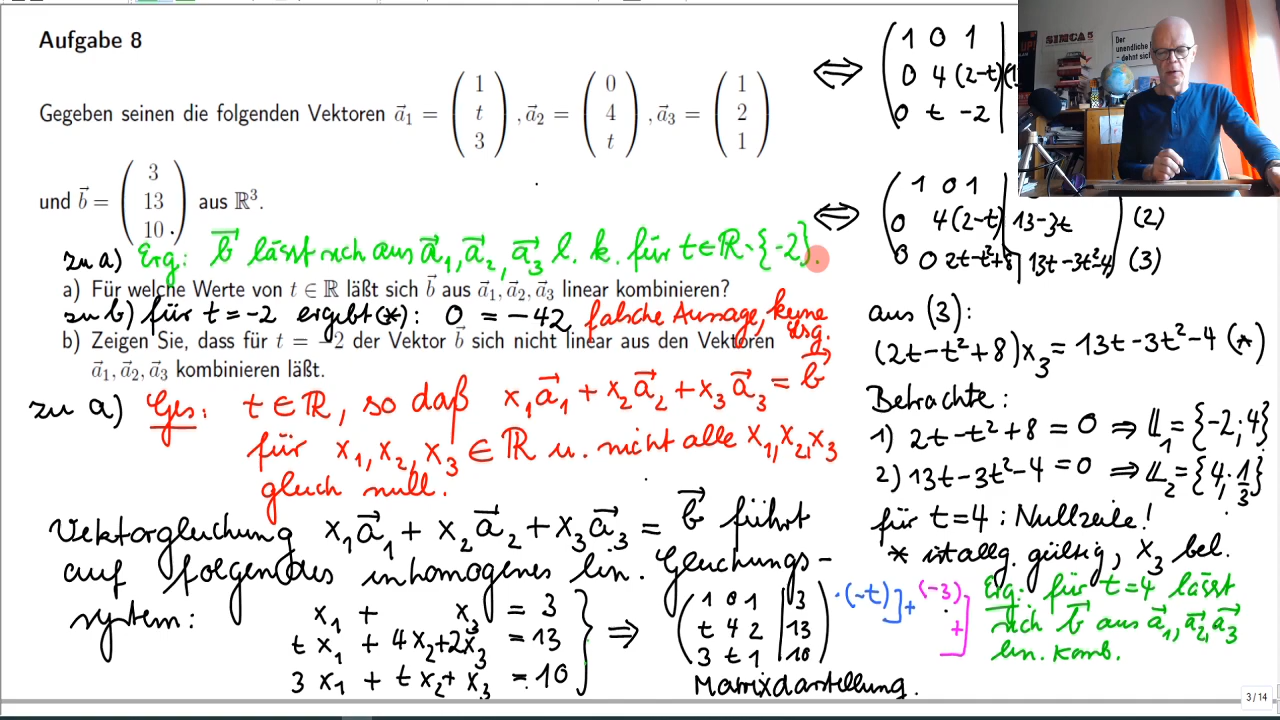 Aufgabe 8
Gegeben seinen die folgenden Vektoren a⃗₁ = (1 t 3), a⃗₂ = (0 4 t), a⃗₃ = (1 2 1)
und b⃗ = (3 13 10) aus ℝ³.
zu a) Erg: b⃗ lässt sich aus a⃗₁, a⃗₂, a⃗₃ l. k. für t ∈ ℝ∖{-2}.
a) Für welche Werte von t ∈ ℝ läßt sich b⃗ aus a⃗₁, a⃗₂, a⃗₃ linear kombinieren?
zu b) für t = -2 ergibt (*): 0 = -42, falsche Aussage, keine Lsg.
b) Zeigen Sie, dass für t = -2 der Vektor b⃗ sich nicht linear aus den Vektoren
a⃗₁, a⃗₂, a⃗₃ kombinieren läßt.
zu a) Ges: t ∈ ℝ, so daß x₁a⃗₁ + x₂a⃗₂ + x₃a⃗₃ = b⃗
für x₁, x₂, x₃ ∈ ℝ u. nicht alle x₁, x₂, x₃
gleich null.
Vektorgleichung x₁a⃗₁ + x₂a⃗₂ + x₃a⃗₃ = b⃗ führt
auf folgendes inhomogenes lin. Gleichungs-
system:
x₁ + x₃ = 3
t x₁ + 4x₂ + 2x₃ = 13
3 x₁ + t x₂ + x₃ = 10
⇒
1 0 1 | 3
t 4 2 | 13
3 t 1 | 10
·(-t) + (-3) · +
Matrixdarstellung.
⇔
1 0 1
0 4 (2-t)
0 t -2
⇔
1 0 1
0 4 (2-t) | 13-3t (2)
0 0 2t-t²+8 | 13t-3t²-4 (3)
aus (3):
(2t-t²+8)x₃ = 13t-3t²-4 (*)
Betrachte:
1) 2t-t²+8 = 0 ⇒ 𝕃₁ = {-2; 4}
2) 13t-3t²-4 = 0 ⇒ 𝕃₂ = {4; 1/3}
für t=4 : Nullzeile!
* ist allg. gültig, x₃ bel.
Erg: für t=4 lässt
sich b⃗ aus a⃗₁, a⃗₂, a⃗₃
lin. komb.
SIMCA 5
Der
unendliche
dehnt sich
3 / 14